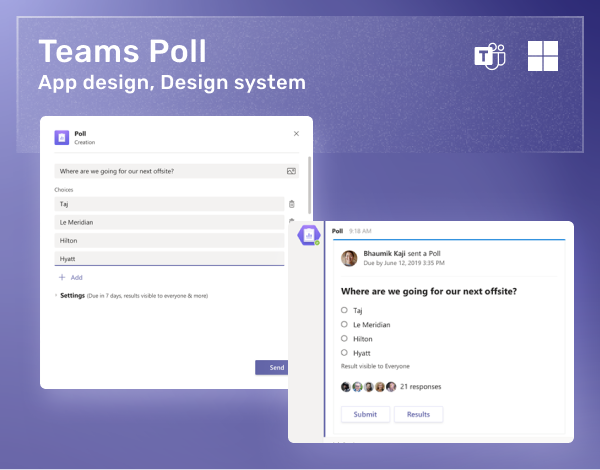 Teams Poll
App design, Design system
T
Poll
Creation
Where are we going for our next offsite?
Choices
Taj
Le Meridian
Hilton
Hyatt
Add
Settings (Due in 7 days, results visible to everyone & more)
Send
Poll 9:18 AM
Bhaumik Kaji sent a Poll
Due by June 12, 2019 3:35 PM
Where are we going for our next offsite?
Taj
Le Meridian
Hilton
Hyatt
Result visible to Everyone
21 responses
Submit Results